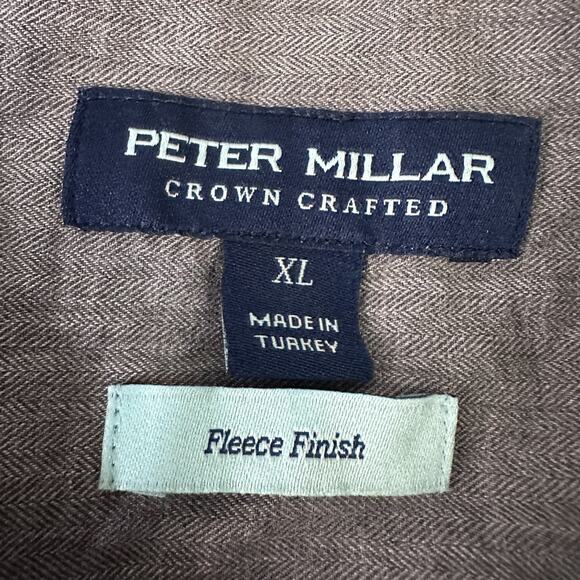 PETER MILLAR
CROWN CRAFTED
XL
MADE IN
TURKEY
Fleece Finish